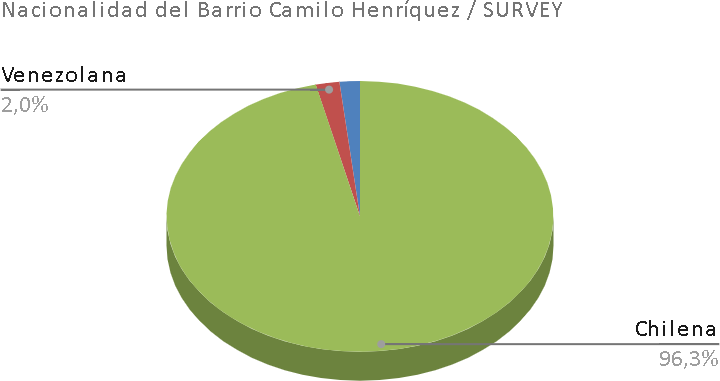 Nacionalidad del Barrio Camilo Henríquez / SURVEY
Venezolana
2,0%
Chilena
96,3%